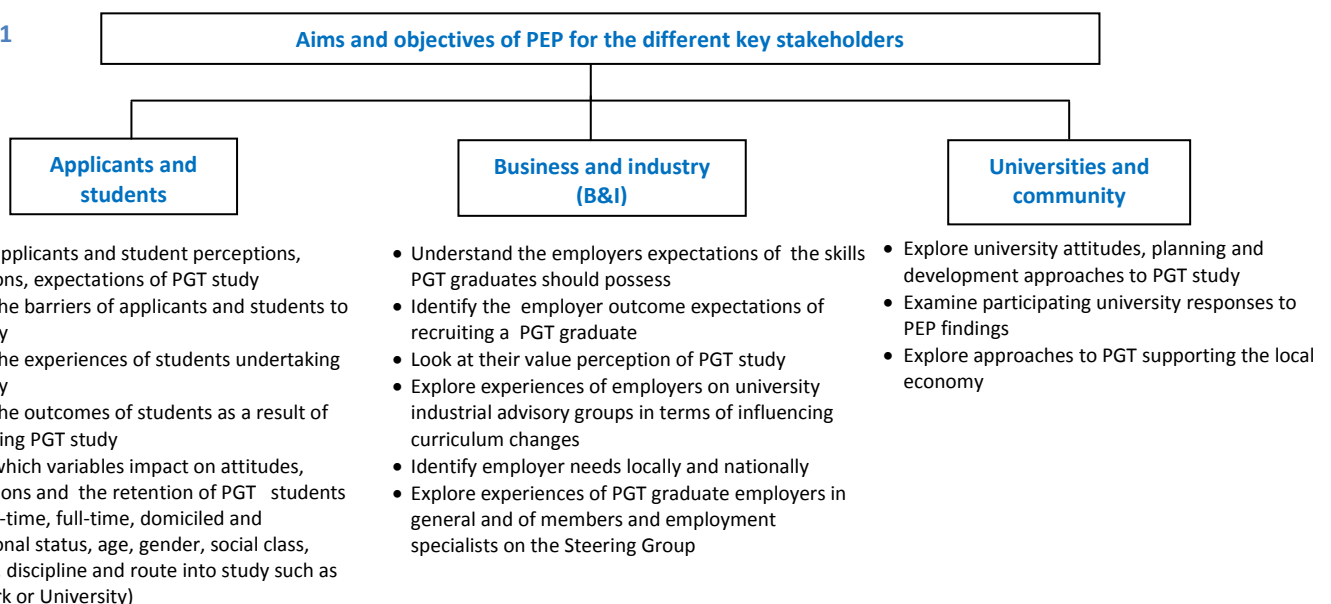 1
Aims and objectives of PEP for the different key stakeholders
Applicants and
students
applicants and student perceptions,
expectations of PGT study
the barriers of applicants and students to
the experiences of students undertaking
the outcomes of students as a result of
PGT study
which variables impact on attitudes,
and the retention of PGT students
-time, full-time, domiciled and
status, age, gender, social class,
discipline and route into study such as
or University)
Business and industry
(B&I)
• Understand the employers expectations of the skills
PGT graduates should possess
• Identify the employer outcome expectations of
recruiting a PGT graduate
• Look at their value perception of PGT study
• Explore experiences of employers on university
industrial advisory groups in terms of influencing
curriculum changes
• Identify employer needs locally and nationally
• Explore experiences of PGT graduate employers in
general and of members and employment
specialists on the Steering Group
Universities and
community
• Explore university attitudes, planning and
development approaches to PGT study
• Examine participating university responses to
PEP findings
• Explore approaches to PGT supporting the local
economy